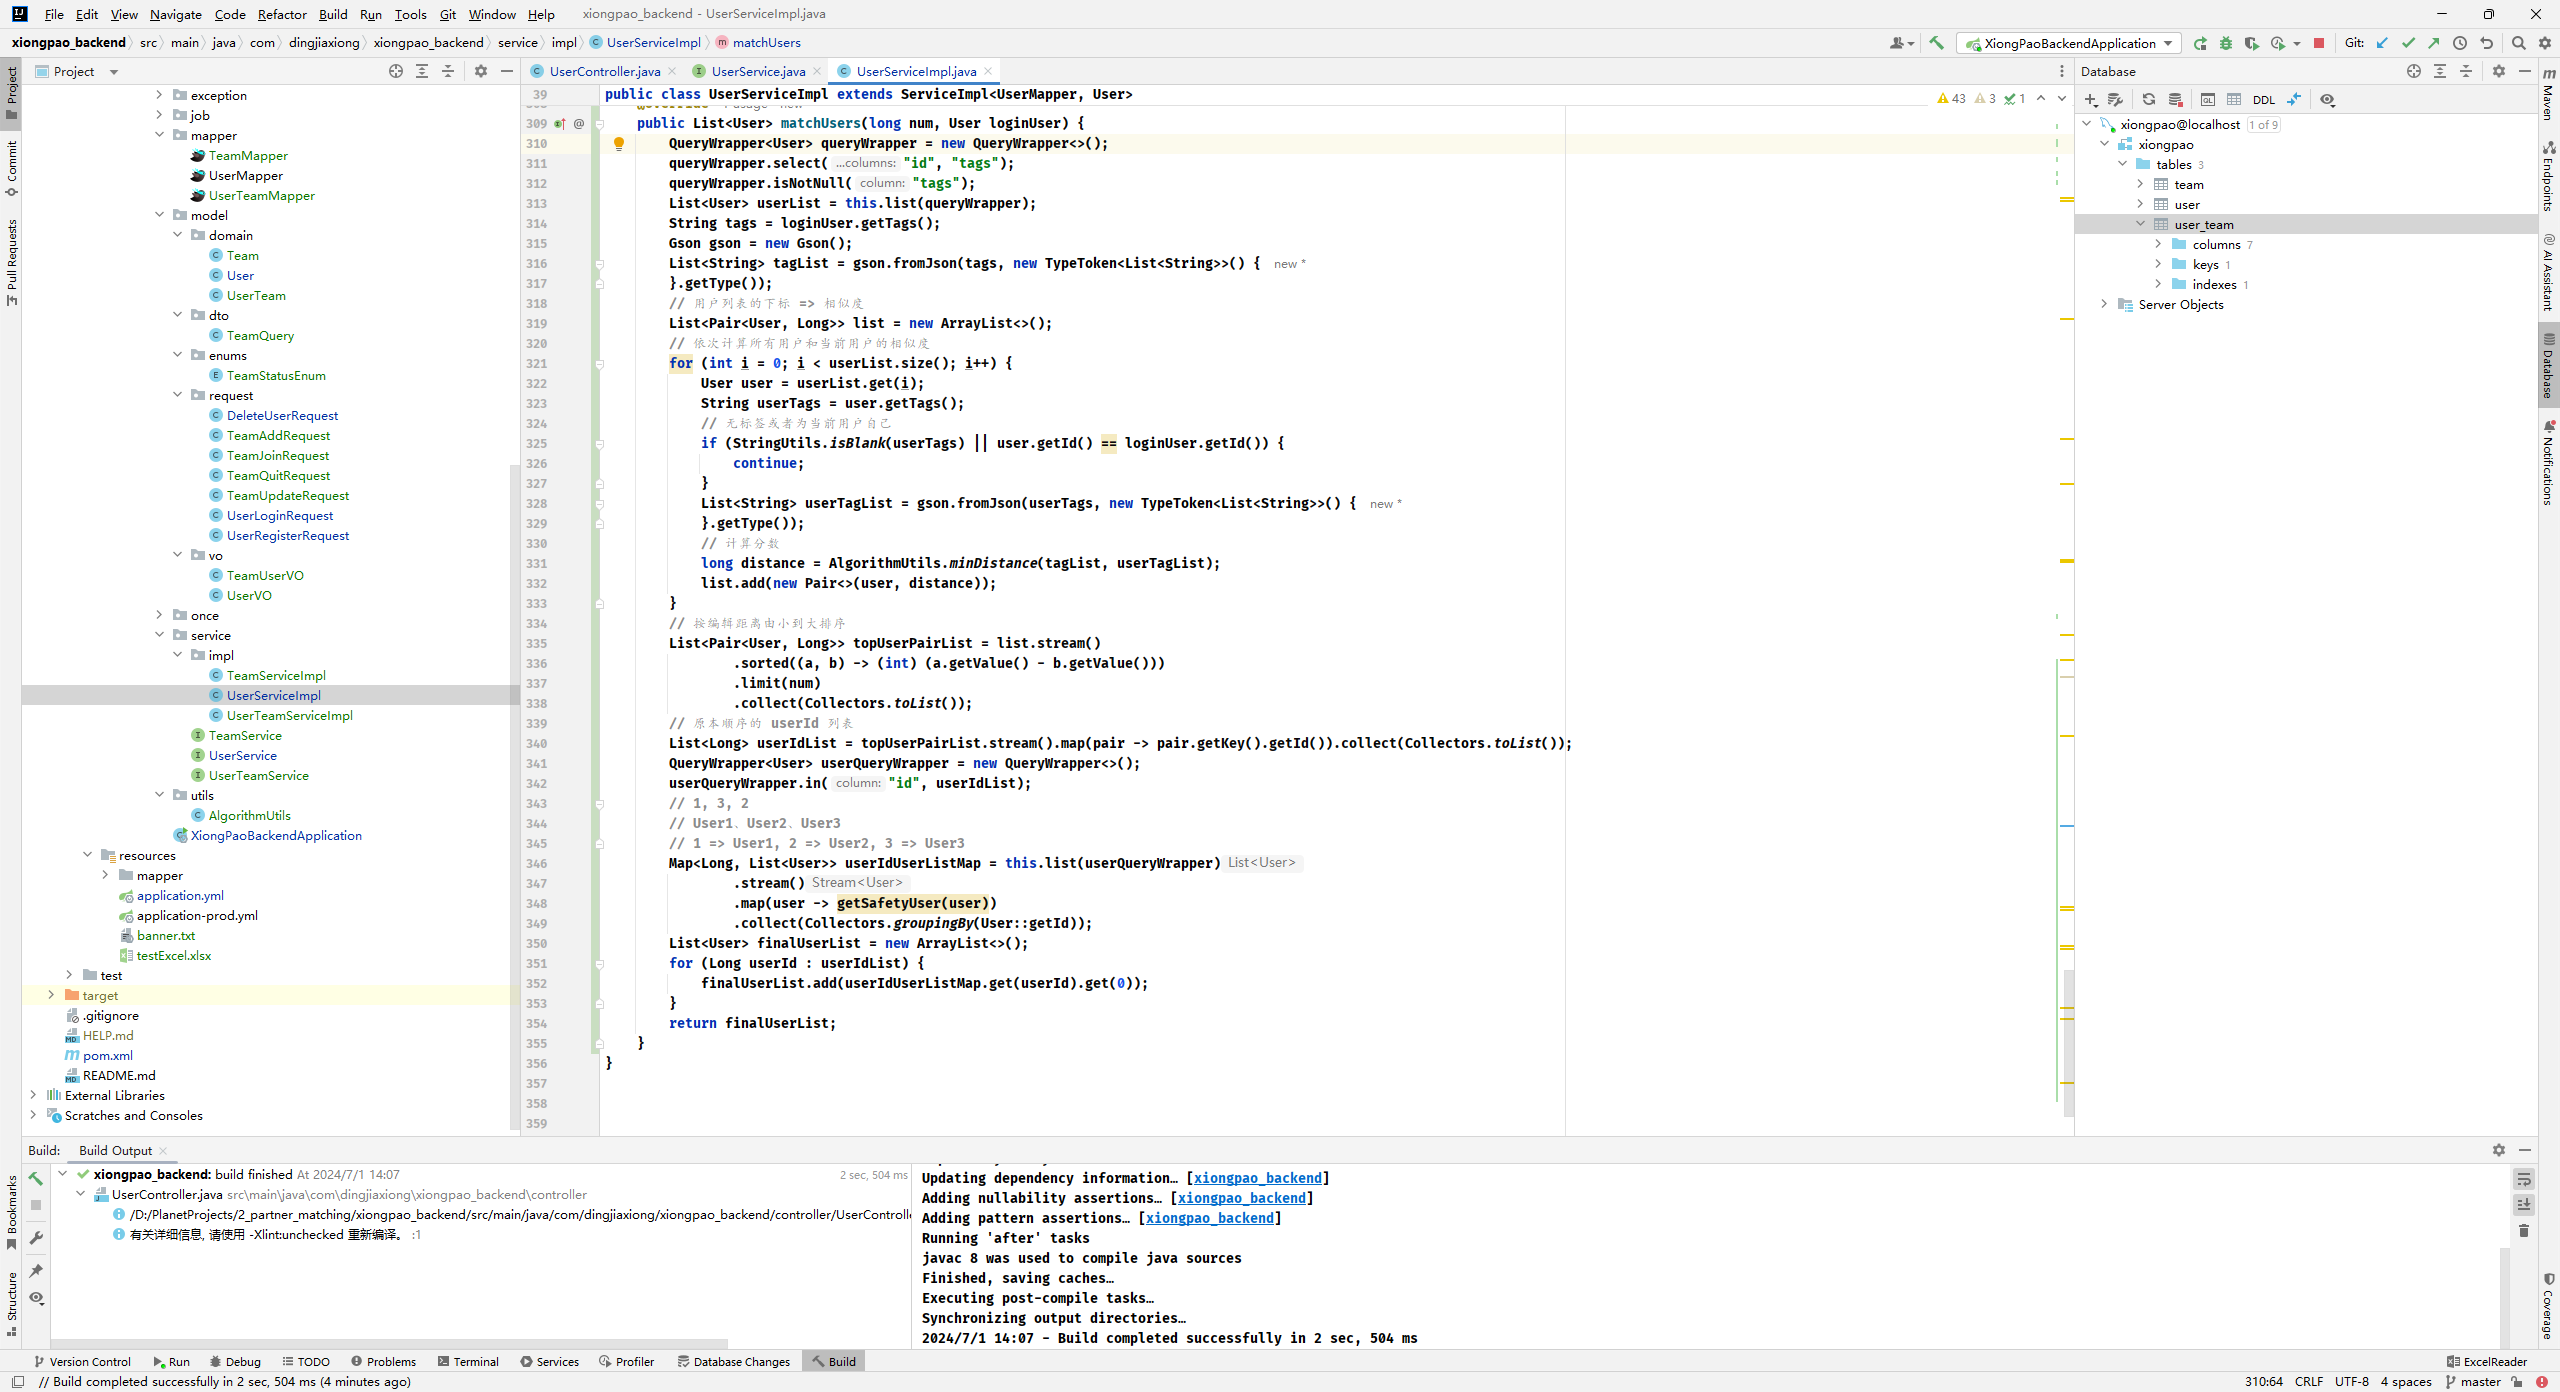 File Edit View Navigate Code Refactor Build Run Tools Git Window Help xiongpao_backend - UserServiceImpl.java
xiongpao_backend src main java com dingjiaxiong xiongpao_backend service impl UserServiceImpl matchUsers
XiongPaoBackendApplication Git:
Project
exception
job
mapper
TeamMapper
UserMapper
UserTeamMapper
model
domain
Team
User
UserTeam
dto
TeamQuery
enums
TeamStatusEnum
request
DeleteUserRequest
TeamAddRequest
TeamJoinRequest
TeamQuitRequest
TeamUpdateRequest
UserLoginRequest
UserRegisterRequest
vo
TeamUserVO
UserVO
once
service
impl
TeamServiceImpl
UserServiceImpl
UserTeamServiceImpl
TeamService
UserService
UserTeamService
utils
AlgorithmUtils
XiongPaoBackendApplication
resources
mapper
application.yml
application-prod.yml
banner.txt
testExcel.xlsx
test
target
.gitignore
HELP.md
pom.xml
README.md
External Libraries
Scratches and Consoles
UserController.java UserService.java UserServiceImpl.java
39 public class UserServiceImpl extends ServiceImpl<UserMapper, User>
43 3 1
309 public List<User> matchUsers(long num, User loginUser) {
310 QueryWrapper<User> queryWrapper = new QueryWrapper<>();
311 queryWrapper.select( ...columns: "id", "tags");
312 queryWrapper.isNotNull( column: "tags");
313 List<User> userList = this.list(queryWrapper);
314 String tags = loginUser.getTags();
315 Gson gson = new Gson();
316 List<String> tagList = gson.fromJson(tags, new TypeToken<List<String>>() { new *
317 }.getType());
318 // 用户列表的下标 => 相似度
319 List<Pair<User, Long>> list = new ArrayList<>();
320 // 依次计算所有用户和当前用户的相似度
321 for (int i = 0; i < userList.size(); i++) {
322 User user = userList.get(i);
323 String userTags = user.getTags();
324 // 无标签或者为当前用户自己
325 if (StringUtils.isBlank(userTags) || user.getId() == loginUser.getId()) {
326 continue;
327 }
328 List<String> userTagList = gson.fromJson(userTags, new TypeToken<List<String>>() { new *
329 }.getType());
330 // 计算分数
331 long distance = AlgorithmUtils.minDistance(tagList, userTagList);
332 list.add(new Pair<>(user, distance));
333 }
334 // 按编辑距离由小到大排序
335 List<Pair<User, Long>> topUserPairList = list.stream()
336 .sorted((a, b) -> (int) (a.getValue() - b.getValue()))
337 .limit(num)
338 .collect(Collectors.toList());
339 // 原本顺序的 userId 列表
340 List<Long> userIdList = topUserPairList.stream().map(pair -> pair.getKey().getId()).collect(Collectors.toList());
341 QueryWrapper<User> userQueryWrapper = new QueryWrapper<>();
342 userQueryWrapper.in( column: "id", userIdList);
343 // 1, 3, 2
344 // User1、User2、User3
345 // 1 => User1, 2 => User2, 3 => User3
346 Map<Long, List<User>> userIdUserListMap = this.list(userQueryWrapper) List<User>
347 .stream() Stream<User>
348 .map(user -> getSafetyUser(user))
349 .collect(Collectors.groupingBy(User::getId));
350 List<User> finalUserList = new ArrayList<>();
351 for (Long userId : userIdList) {
352 finalUserList.add(userIdUserListMap.get(userId).get(0));
353 }
354 return finalUserList;
355 }
356 }
357
358
359
Database
DDL
xiongpao@localhost 1 of 9
xiongpao
tables 3
team
user
user_team
columns 7
keys 1
indexes 1
Server Objects
Project
Commit
Pull Requests
Bookmarks
Structure
Maven
Endpoints
AI Assistant
Database
Notifications
Coverage
Build: Build Output
xiongpao_backend: build finished At 2024/7/1 14:07 2 sec, 504 ms
UserController.java src\main\java\com\dingjiaxiong\xiongpao_backend\controller
/D:/PlanetProjects/2_partner_matching/xiongpao_backend/src/main/java/com/dingjiaxiong/xiongpao_backend/controller/UserControll
有关详细信息, 请使用 -Xlint:unchecked 重新编译。 :1
Updating dependency information… [xiongpao_backend]
Adding nullability assertions… [xiongpao_backend]
Adding pattern assertions… [xiongpao_backend]
Running 'after' tasks
javac 8 was used to compile java sources
Finished, saving caches…
Executing post-compile tasks…
Synchronizing output directories…
2024/7/1 14:07 - Build completed successfully in 2 sec, 504 ms
Version Control Run Debug TODO Problems Terminal Services Profiler Database Changes Build ExcelReader
// Build completed successfully in 2 sec, 504 ms (4 minutes ago) 310:64 CRLF UTF-8 4 spaces master